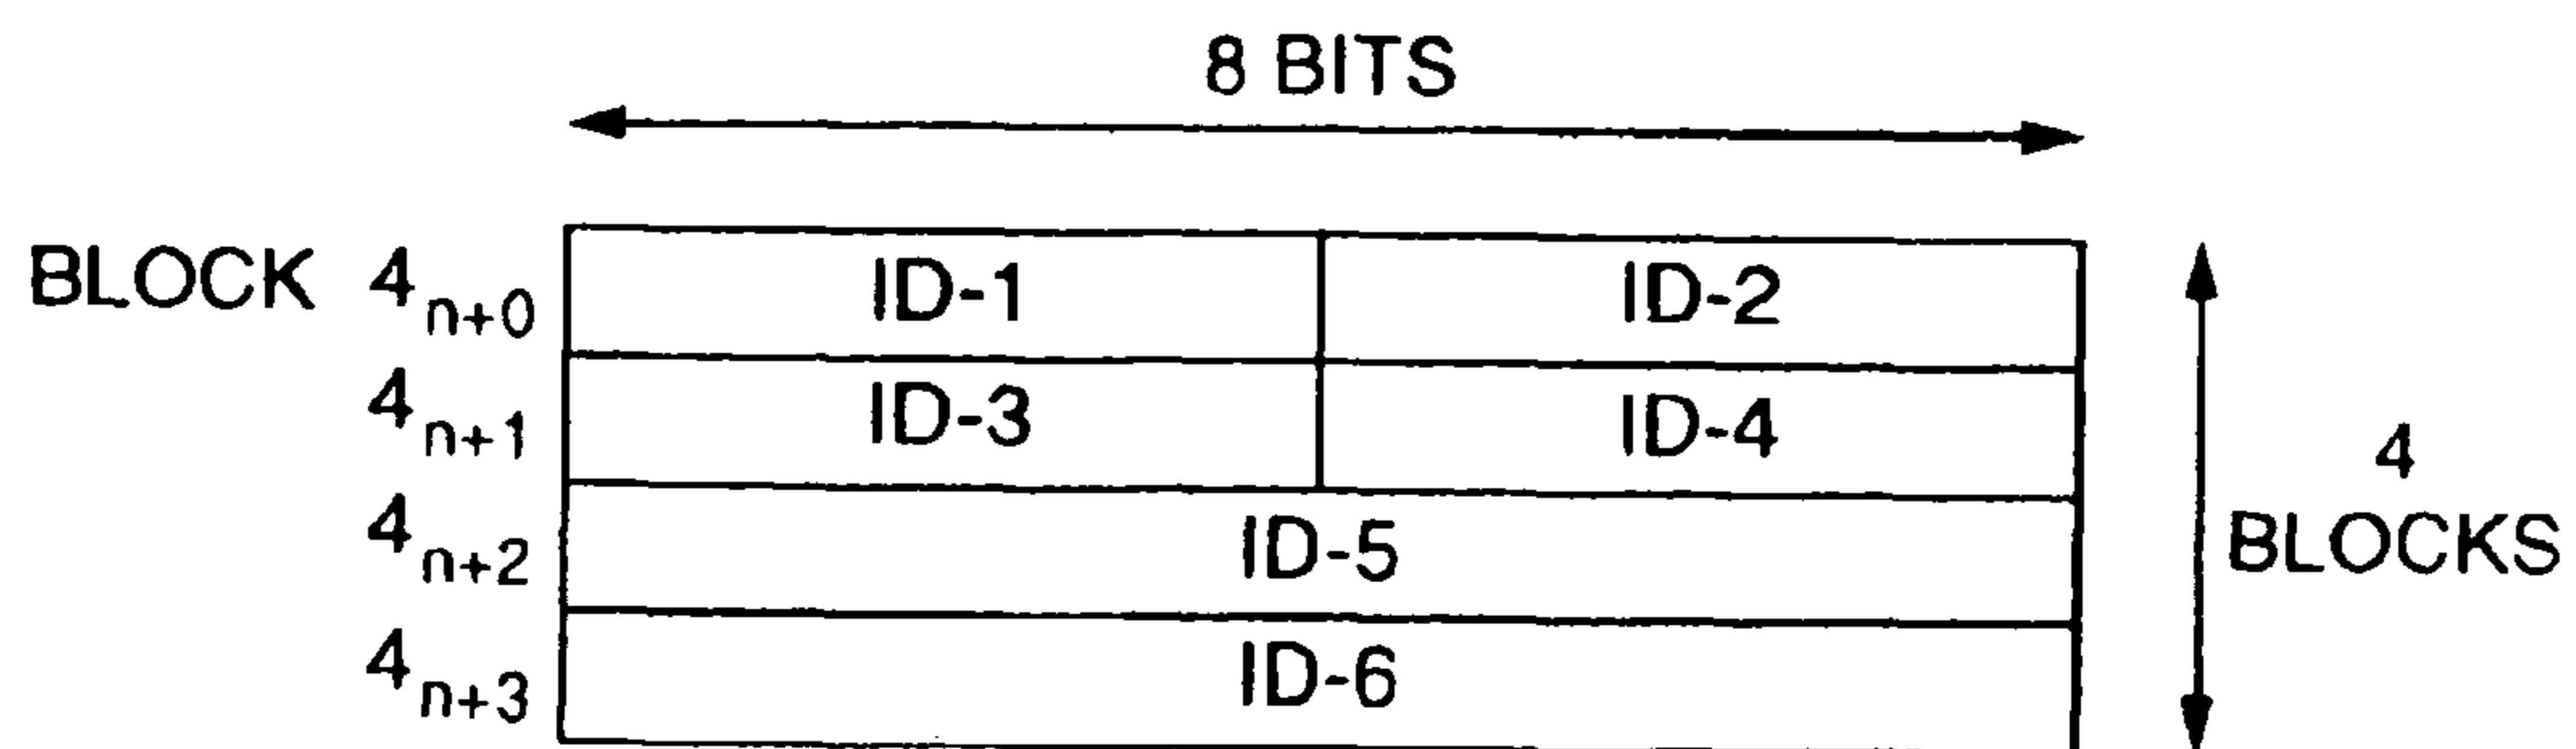 8 BITS
BLOCK 4n+0 ID-1 ID-2
4n+1 ID-3 ID-4
4n+2 ID-5
4n+3 ID-6
4
BLOCKS